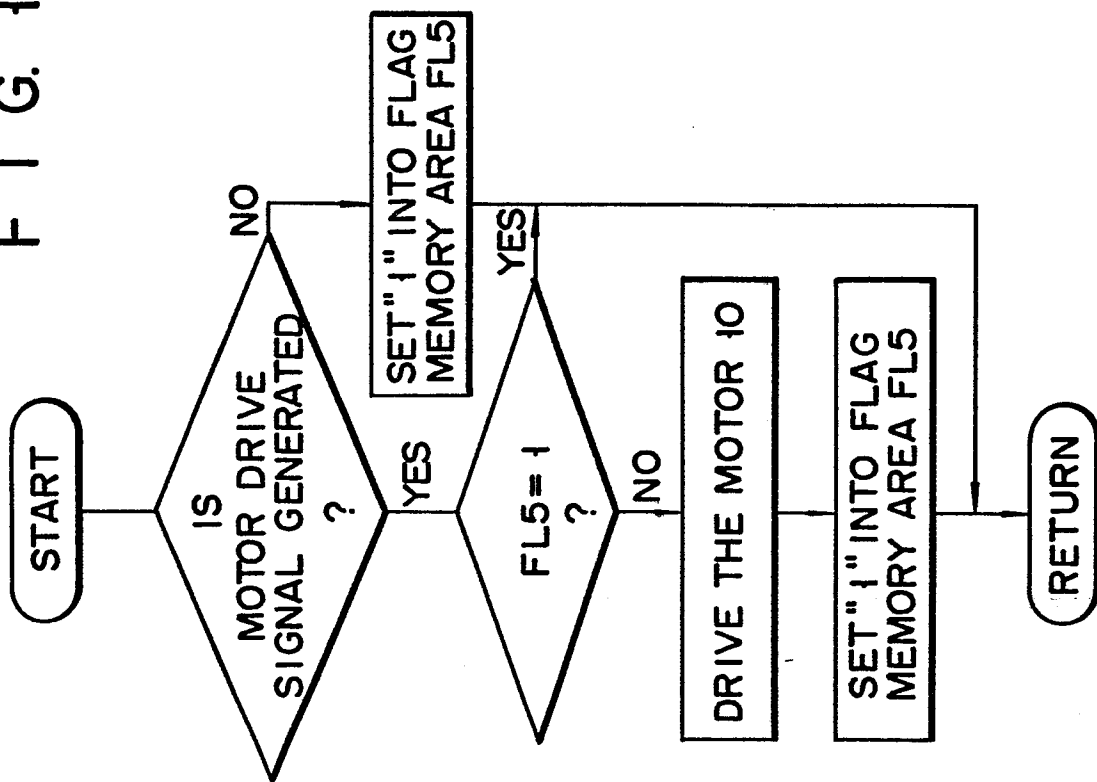 F I G. 1
START
IS
MOTOR DRIVE
SIGNAL GENERATED
?
NO
YES
SET "1" INTO FLAG
MEMORY AREA FL5
FL5=1
?
YES
NO
DRIVE THE MOTOR 10
SET "1" INTO FLAG
MEMORY AREA FL5
RETURN